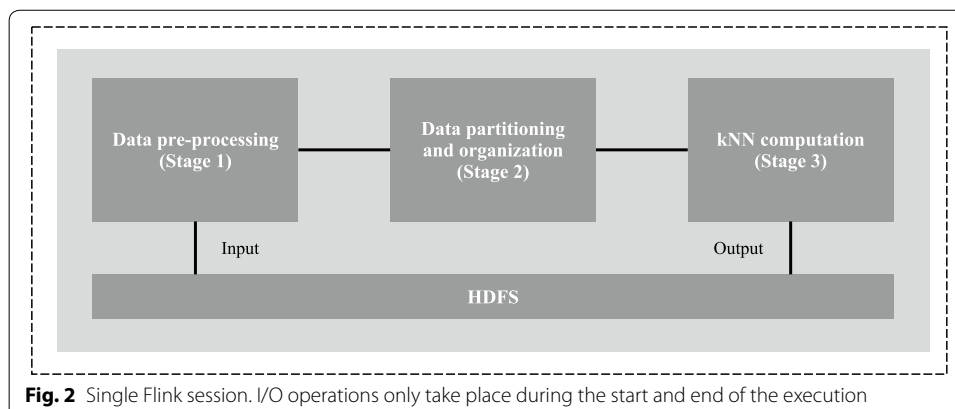 Data pre-processing
(Stage 1)
Data partitioning
and organization
(Stage 2)
kNN computation
(Stage 3)
Input
Output
HDFS
Fig. 2 Single Flink session. I/O operations only take place during the start and end of the execution